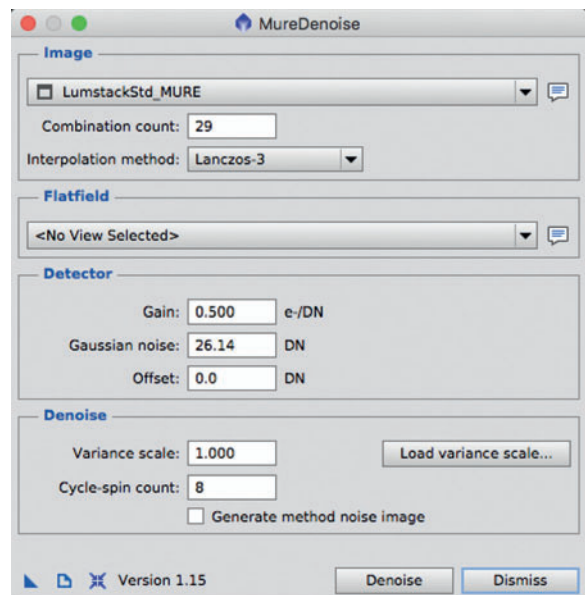 MureDenoise
Image
LumstackStd_MURE
Combination count: 29
Interpolation method: Lanczos-3
Flatfield
<No View Selected>
Detector
Gain: 0.500 e-/DN
Gaussian noise: 26.14 DN
Offset: 0.0 DN
Denoise
Variance scale: 1.000 Load variance scale...
Cycle-spin count: 8
Generate method noise image
Version 1.15 Denoise Dismiss